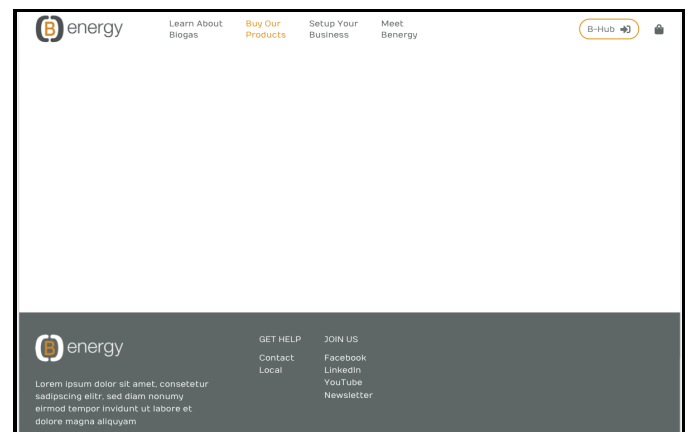 (B) energy
Learn About
Biogas
Buy Our
Products
Setup Your
Business
Meet
Benergy
B-Hub
(B) energy
Lorem ipsum dolor sit amet, consetetur
sadipscing elitr, sed diam nonumy
eirmod tempor invidunt ut labore et
dolore magna aliquyam
GET HELP
Contact
Local
JOIN US
Facebook
LinkedIn
YouTube
Newsletter